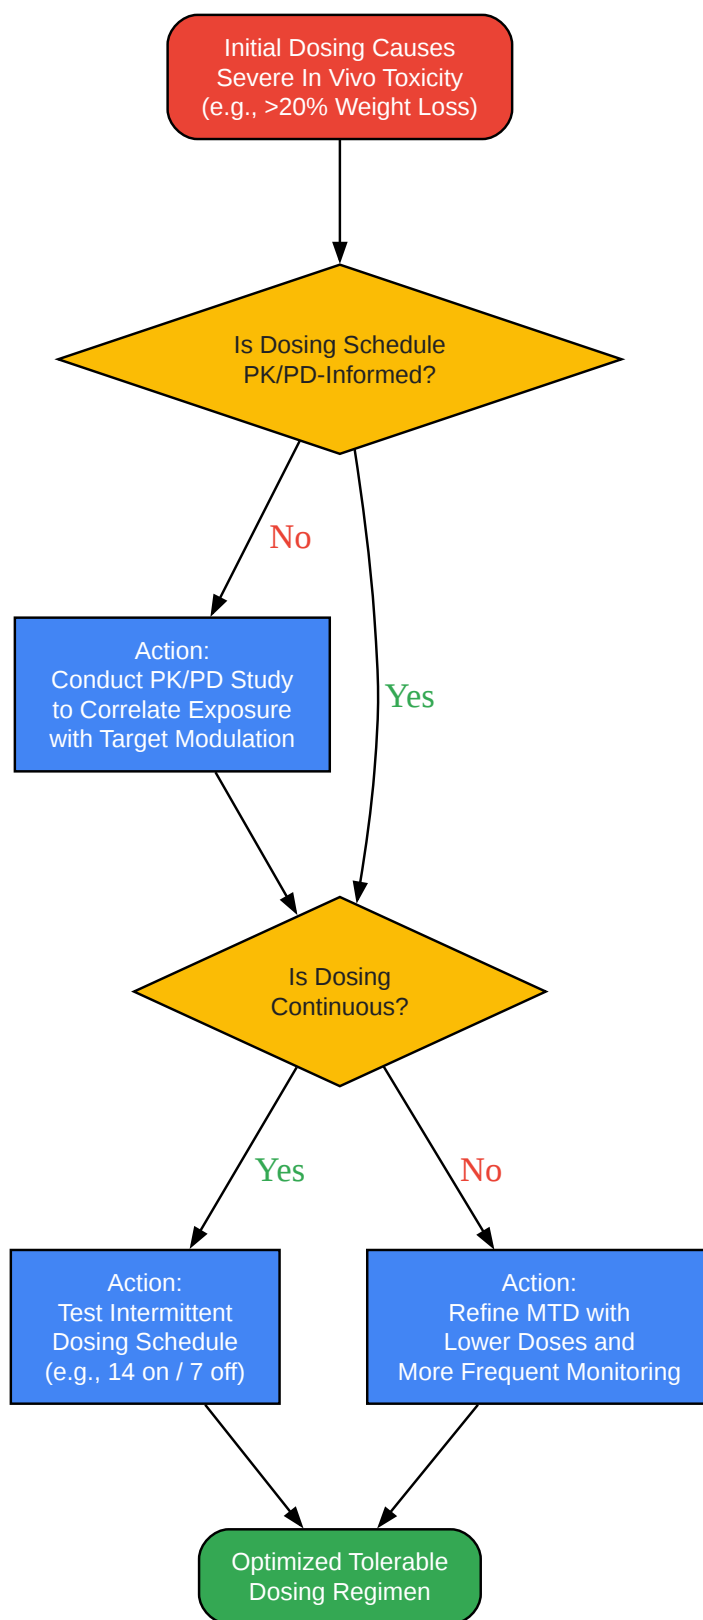 Initial Dosing Causes
Severe In Vivo Toxicity
(e.g., >20% Weight Loss)
Is Dosing Schedule
PK/PD-Informed?
No
Action:
Conduct PK/PD Study
to Correlate Exposure
with Target Modulation
Yes
Is Dosing
Continuous?
Yes
No
Action:
Test Intermittent
Dosing Schedule
(e.g., 14 on / 7 off)
Action:
Refine MTD with
Lower Doses and
More Frequent Monitoring
Optimized Tolerable
Dosing Regimen